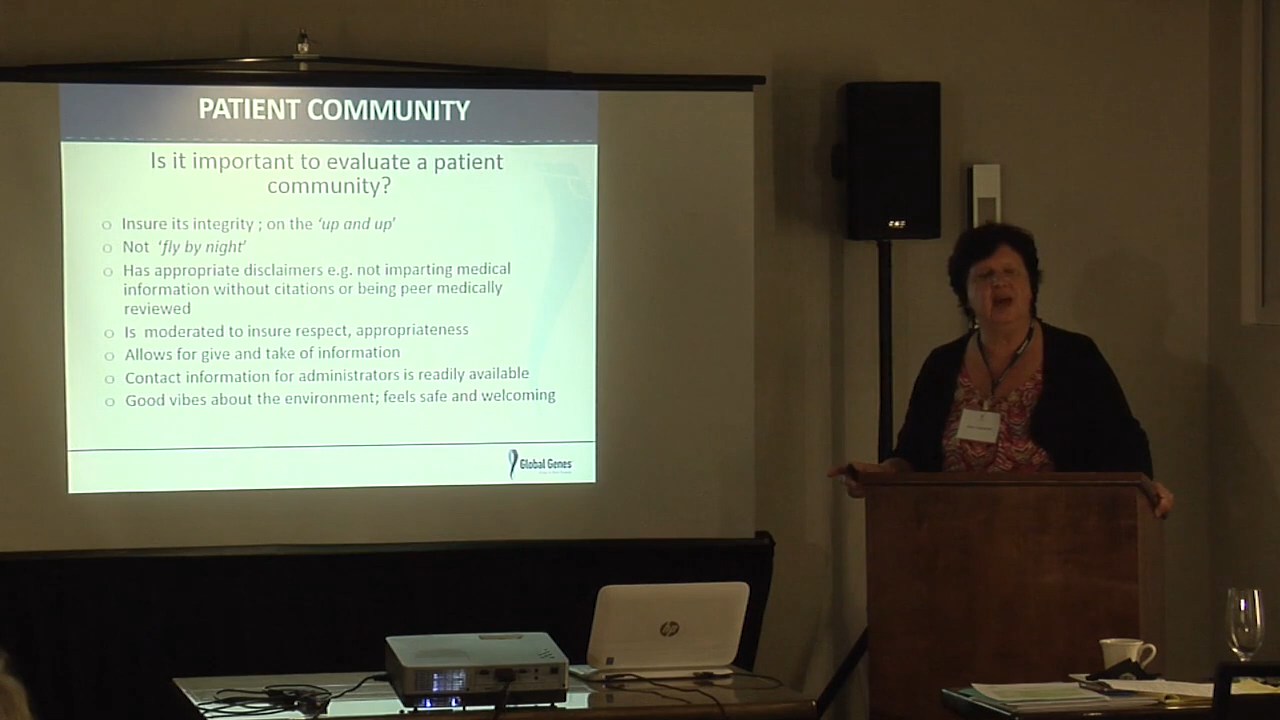 PATIENT COMMUNITY
Is it important to evaluate a patient
community?
o Insure its integrity ; on the 'up and up'
o Not 'fly by night'
o Has appropriate disclaimers e.g. not imparting medical
information without citations or being peer medically
reviewed
o Is moderated to insure respect, appropriateness
o Allows for give and take of information
o Contact information for administrators is readily available
o Good vibes about the environment; feels safe and welcoming
Global Genes
hp